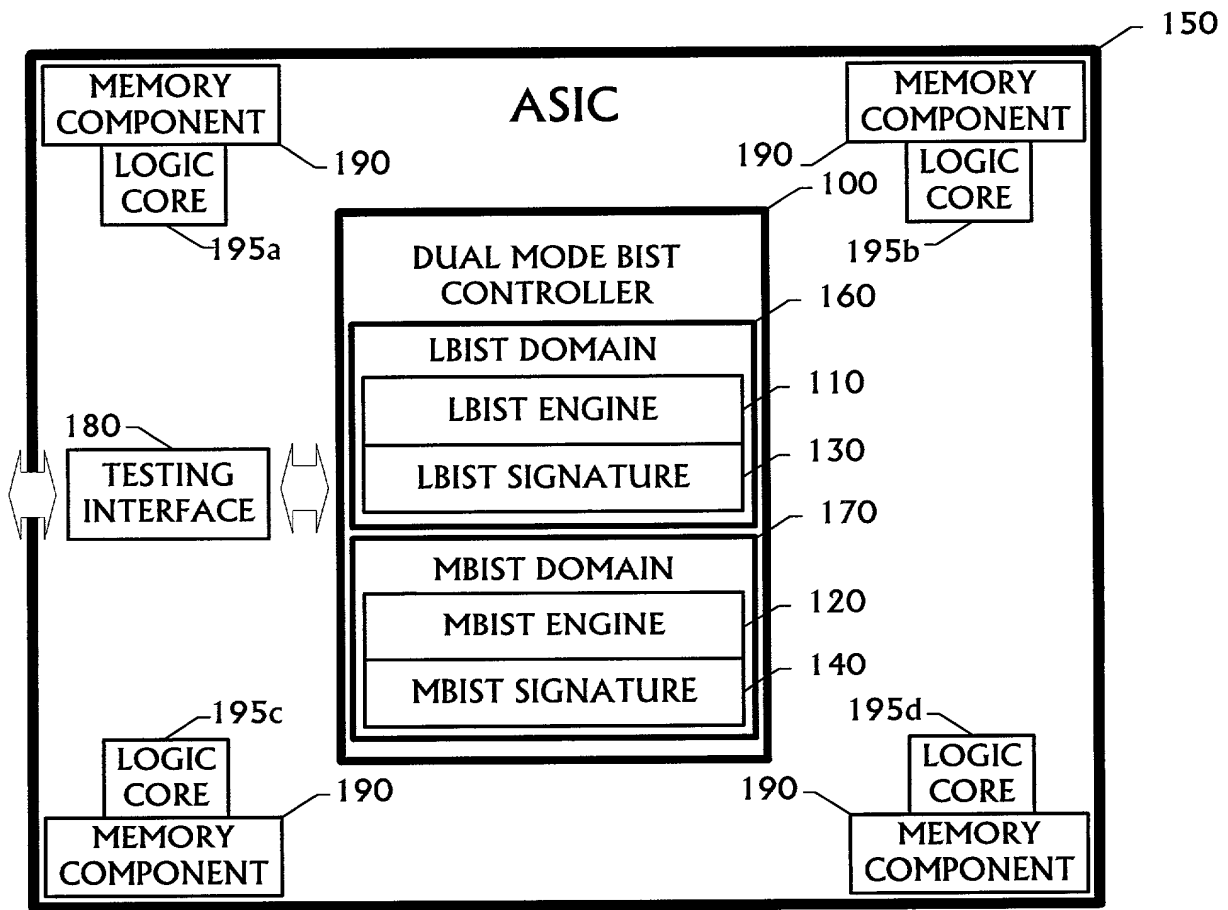 150
MEMORY
COMPONENT
ASIC
MEMORY
COMPONENT
LOGIC
CORE
190
190
LOGIC
CORE
100
195a
195b
DUAL MODE BIST
CONTROLLER
160
LBIST DOMAIN
110
LBIST ENGINE
180
130
TESTING
INTERFACE
LBIST SIGNATURE
170
MBIST DOMAIN
120
MBIST ENGINE
140
MBIST SIGNATURE
195c
195d
LOGIC
CORE
LOGIC
CORE
190
190
MEMORY
COMPONENT
MEMORY
COMPONENT